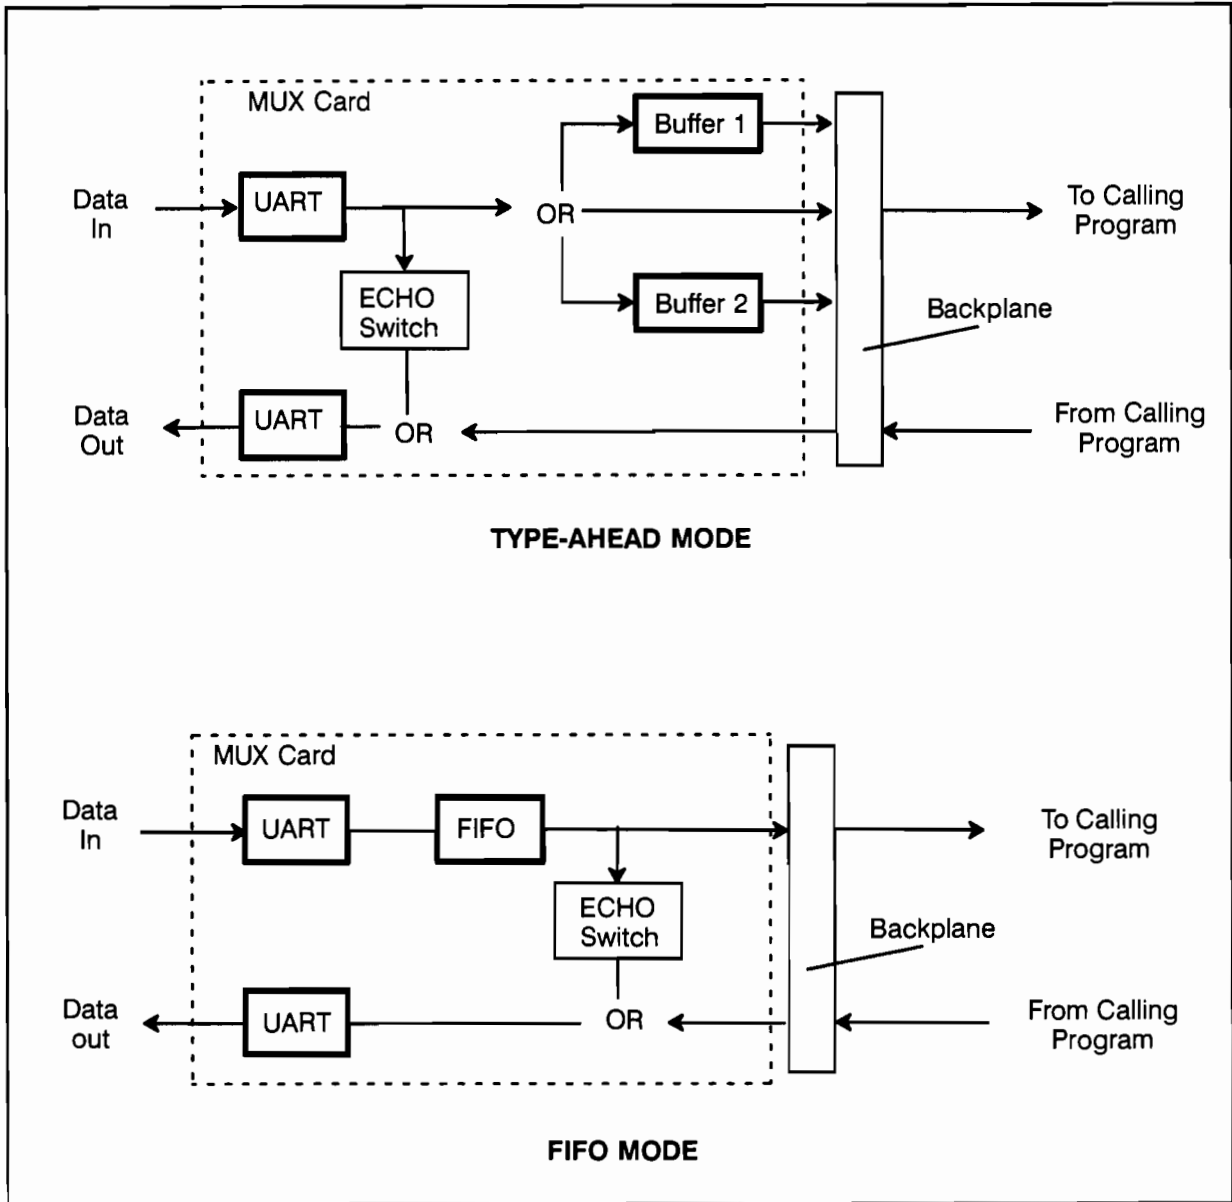 MUX Card
Buffer 1
Data
In
UART
OR
To Calling
Program
ECHO
Switch
Buffer 2
Backplane
Data
Out
UART
OR
From Calling
Program
TYPE-AHEAD MODE
MUX Card
Data
In
UART
FIFO
To Calling
Program
ECHO
Switch
Backplane
Data
out
UART
OR
From Calling
Program
FIFO MODE